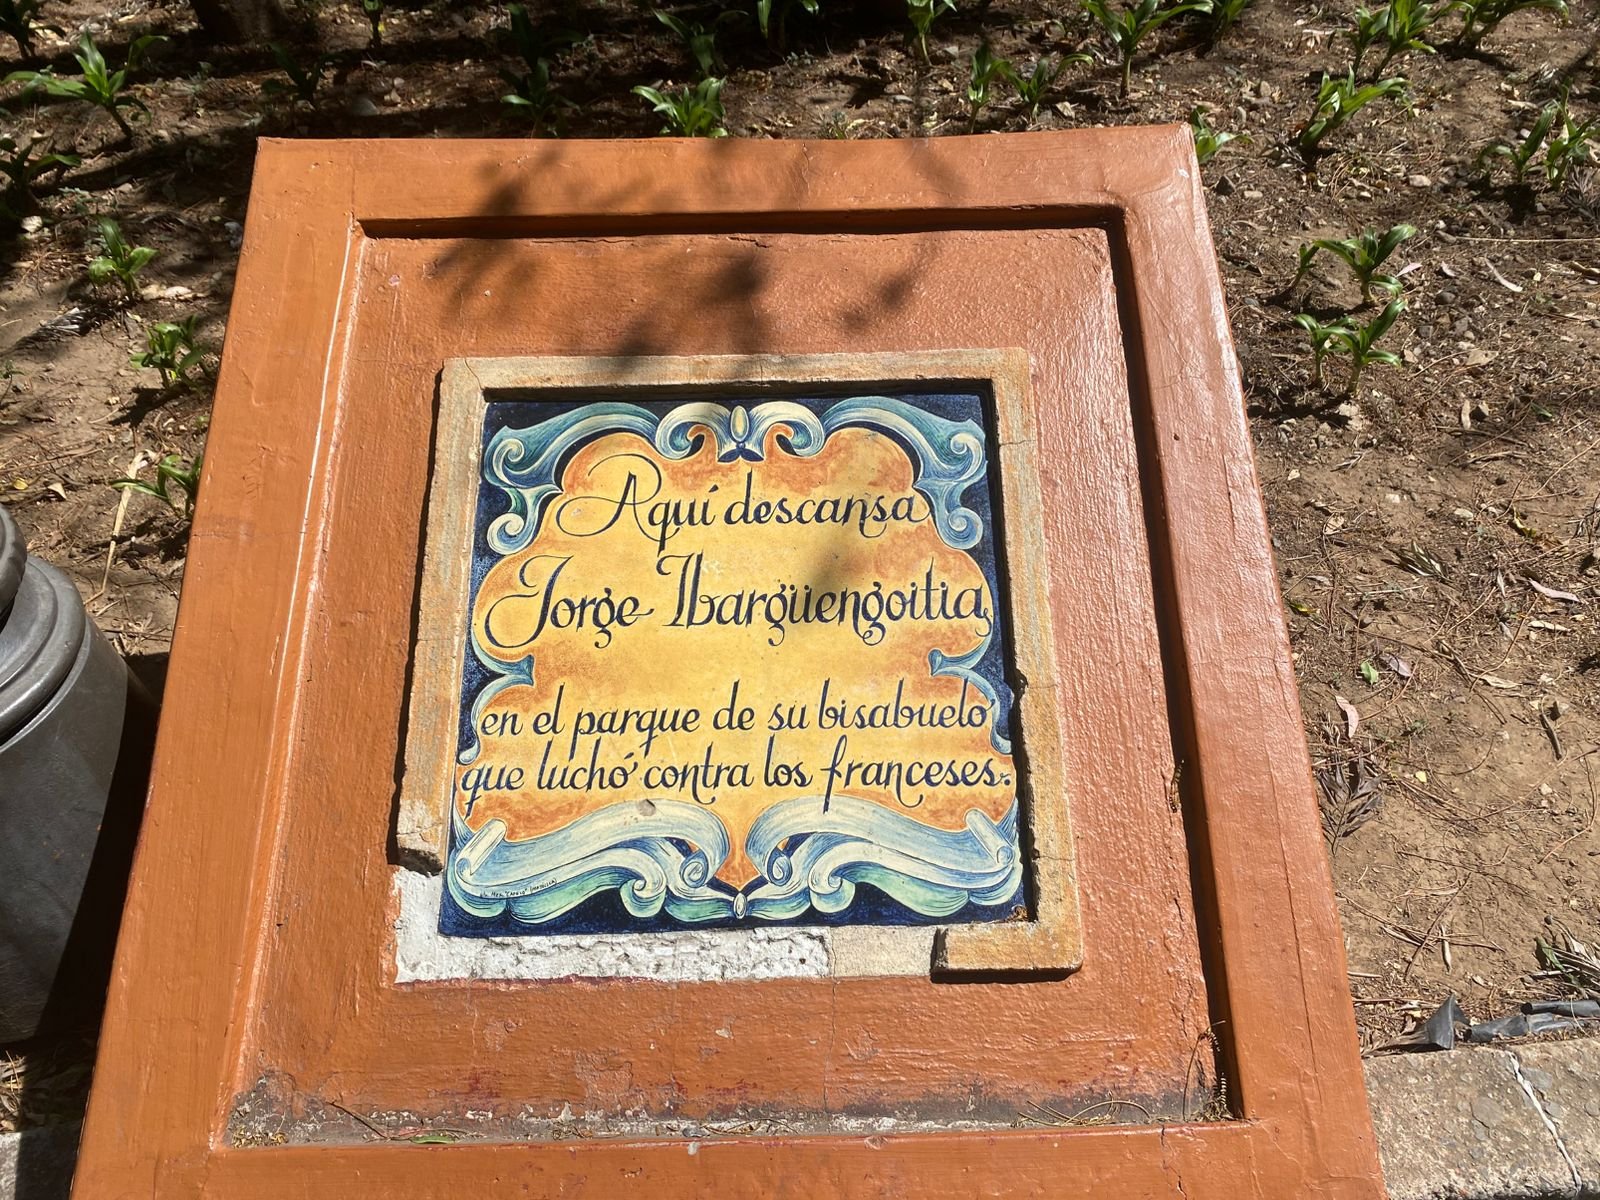 Aquí descansa
Jorge Ibargüengoitia
en el parque de su bisabuelo
que luchó contra los franceses.